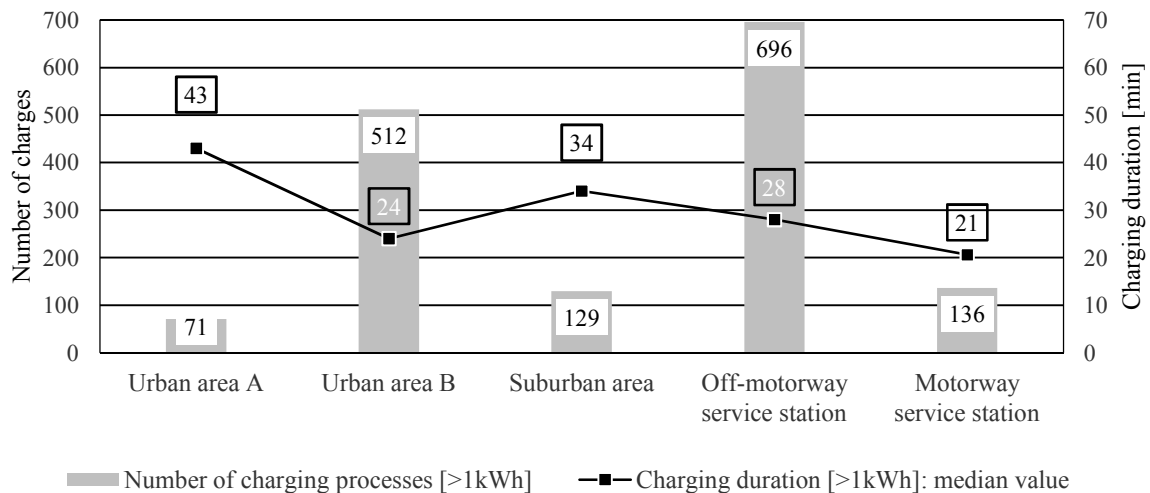 700
600
500
400
300
200
100
0
Number of charges
70
60
50
40
30
20
10
0
Charging duration [min]
43
24
34
28
21
71
512
129
696
136
Urban area A
Urban area B
Suburban area
Off-motorway
service station
Motorway
service station
Number of charging processes [>1kWh]
Charging duration [>1kWh]: median value